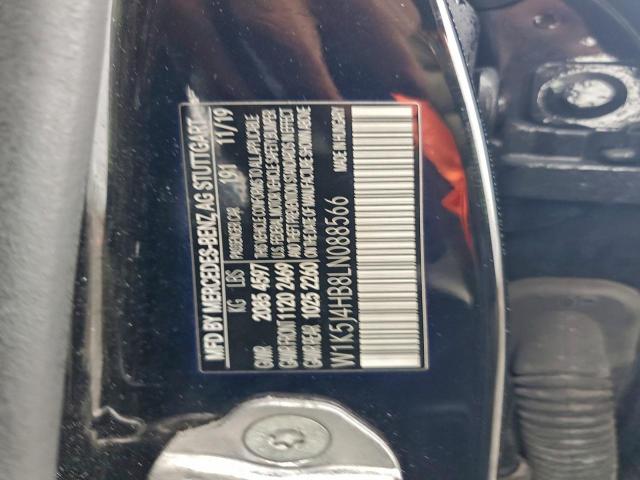 MFD BY MERCEDES-BENZ AG STUTTGART
191 11/19
KG LBS PASSENGER CAR
GVWR 2085 4597 THIS VEHICLE CONFORMS TO ALL APPLICABLE
U.S. FEDERAL MOTOR VEHICLE SAFETY BUMPER
GAWR FRONT 1120 2469 AND THEFT PREVENTION STANDARDS IN EFFECT
GAWR REAR 1025 2260 ON THE DATE OF MANUFACTURE SHOWN ABOVE
W1K5J4HB8LN088566 MADE IN HUNGARY